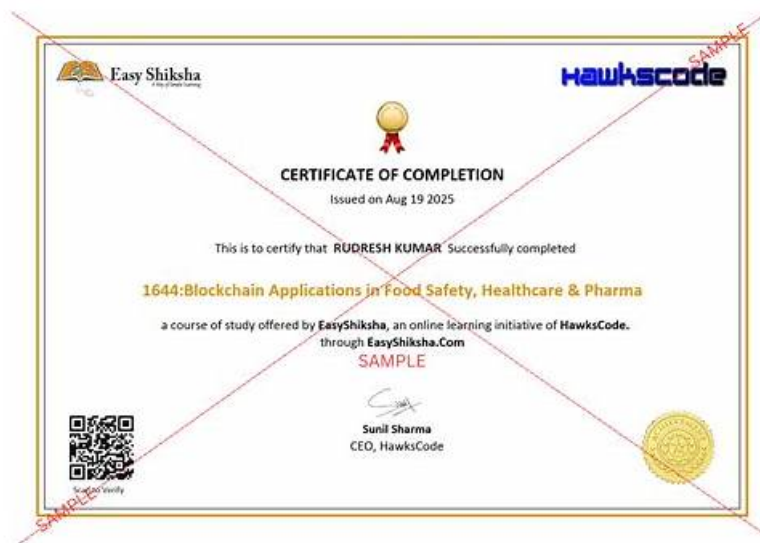 SAMPLE
Easy Shiksha
HawkscoDe
CERTIFICATE OF COMPLETION
Issued on Aug 19 2025
This is to certify that RUDRESH KUMAR Successfully completed
1644:Blockchain Applications in Food Safety, Healthcare & Pharma
a course of study offered by EasyShiksha, an online learning initiative of HawksCode.
through EasyShiksha.Com
SAMPLE
Sunil Sharma
CEO, HawksCode
Scan to Verify
SAMPLE